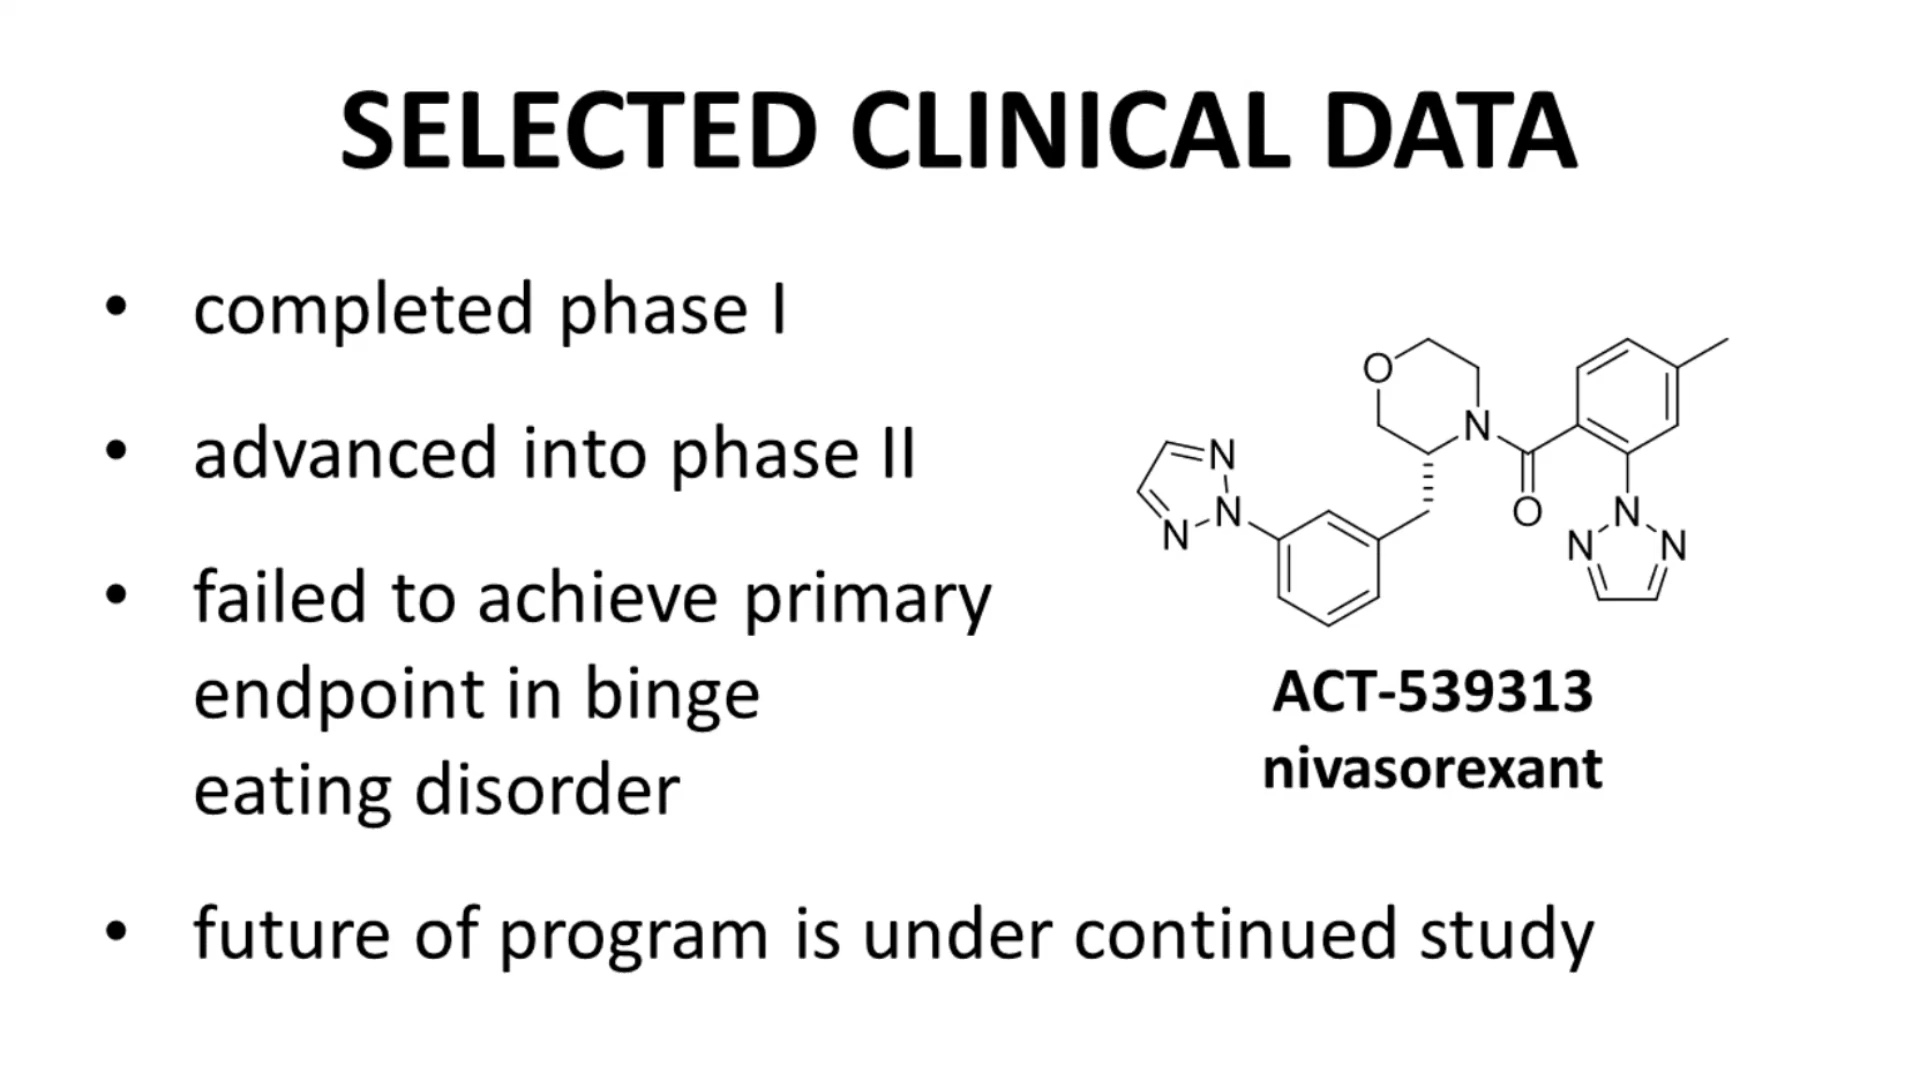 SELECTED CLINICAL DATA
• completed phase I
• advanced into phase II
• failed to achieve primary
endpoint in binge
eating disorder
• future of program is under continued study
O
N
N
N
N
O
N
N
N
ACT-539313
nivasorexant